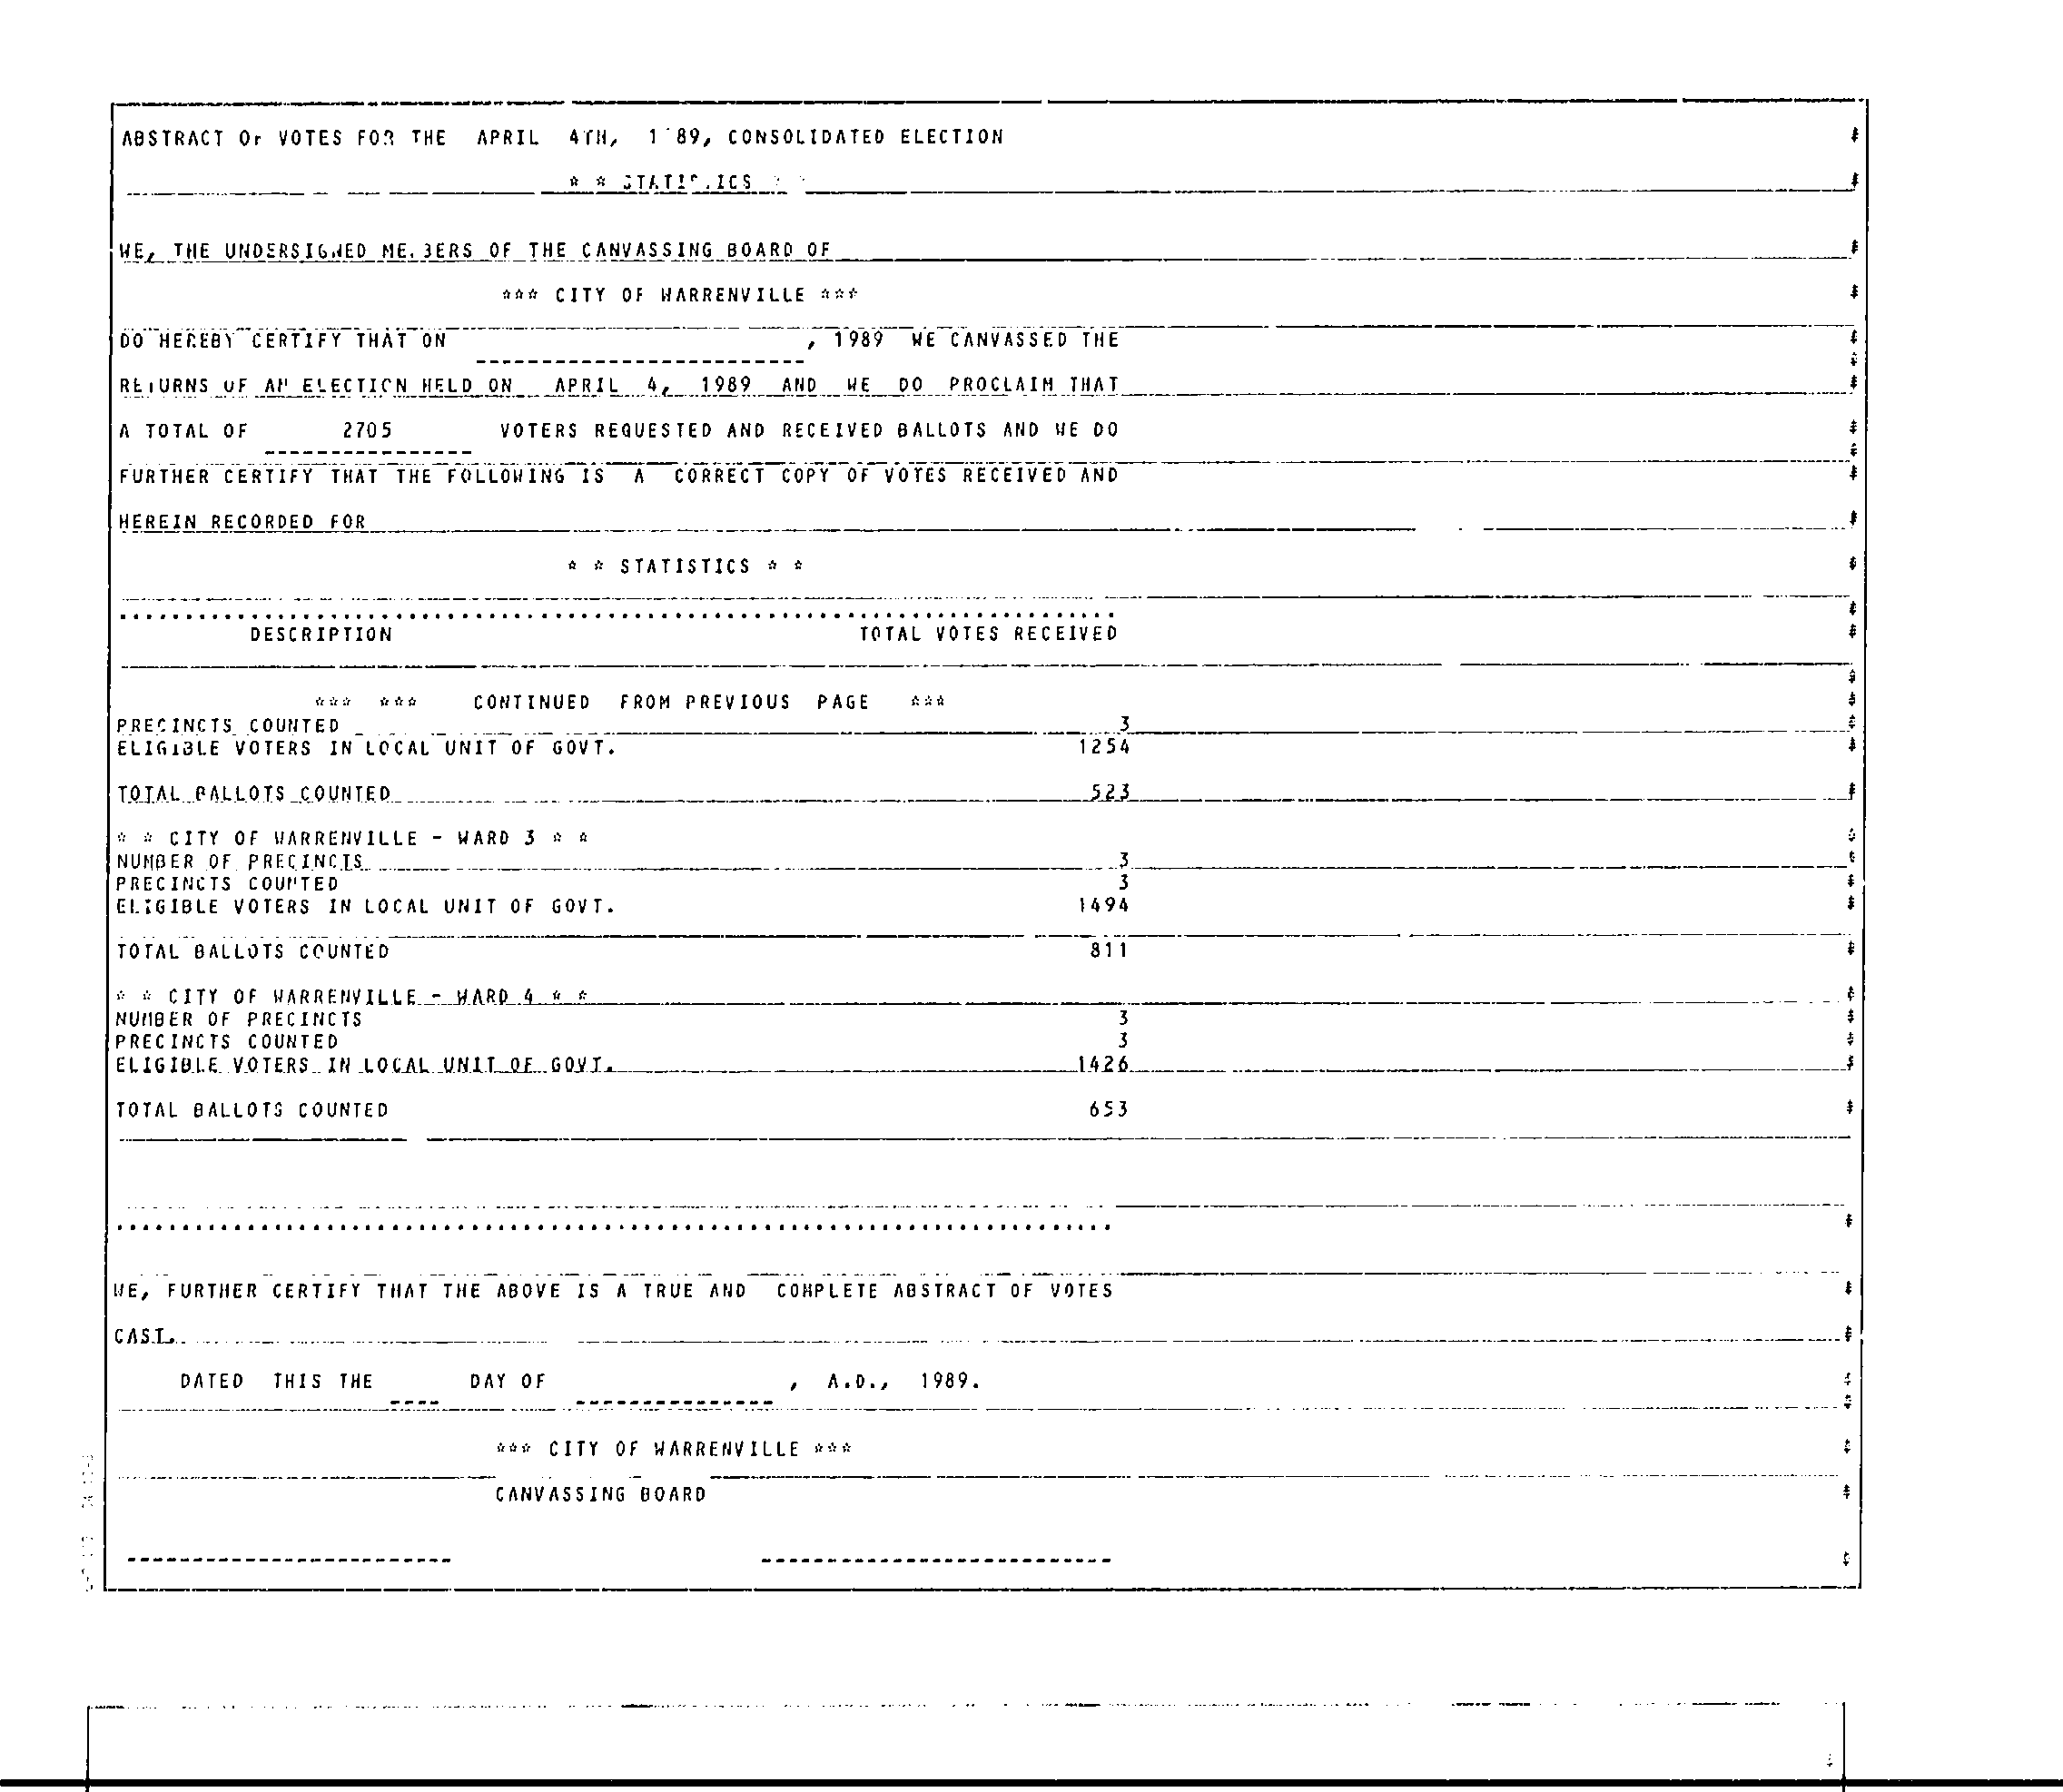 ABSTRACT OF VOTES FOR THE APRIL 4TH, 1989, CONSOLIDATED ELECTION
* * STATISTICS * *
WE, THE UNDERSIGNED MEMBERS OF THE CANVASSING BOARD OF
*** CITY OF WARRENVILLE ***
DO HEREBY CERTIFY THAT ON ________________________, 1989 WE CANVASSED THE
RETURNS OF AN ELECTION HELD ON APRIL 4, 1989 AND WE DO PROCLAIM THAT
A TOTAL OF 2705 VOTERS REQUESTED AND RECEIVED BALLOTS AND WE DO
FURTHER CERTIFY THAT THE FOLLOWING IS A CORRECT COPY OF VOTES RECEIVED AND
HEREIN RECORDED FOR
* * STATISTICS * *
DESCRIPTION TOTAL VOTES RECEIVED
*** *** CONTINUED FROM PREVIOUS PAGE ***
PRECINCTS COUNTED 3
ELIGIBLE VOTERS IN LOCAL UNIT OF GOVT. 1254
TOTAL BALLOTS COUNTED 523
* * CITY OF WARRENVILLE - WARD 3 * *
NUMBER OF PRECINCTS 3
PRECINCTS COUNTED 3
ELIGIBLE VOTERS IN LOCAL UNIT OF GOVT. 1494
TOTAL BALLOTS COUNTED 811
* * CITY OF WARRENVILLE - WARD 4 * *
NUMBER OF PRECINCTS 3
PRECINCTS COUNTED 3
ELIGIBLE VOTERS IN LOCAL UNIT OF GOVT. 1426
TOTAL BALLOTS COUNTED 653
WE, FURTHER CERTIFY THAT THE ABOVE IS A TRUE AND COMPLETE ABSTRACT OF VOTES
CAST.
DATED THIS THE ____ DAY OF _______________, A.D., 1989.
*** CITY OF WARRENVILLE ***
CANVASSING BOARD